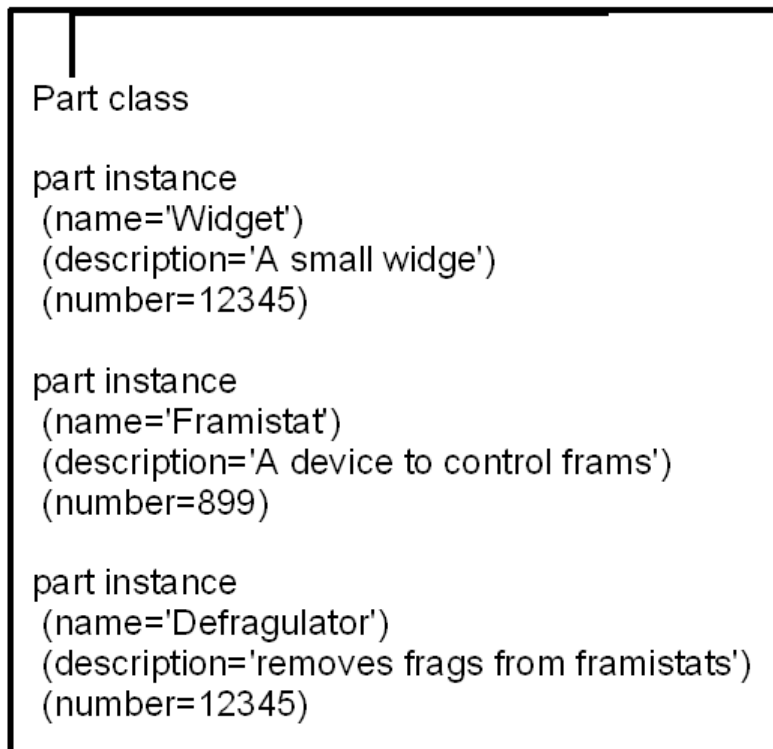 Part class
part instance
(name='Widget')
(description='A small widge')
(number=12345)
part instance
(name='Framistat')
(description='A device to control frams')
(number=899)
part instance
(name='Defragulator')
(description='removes frags from framistats')
(number=12345)